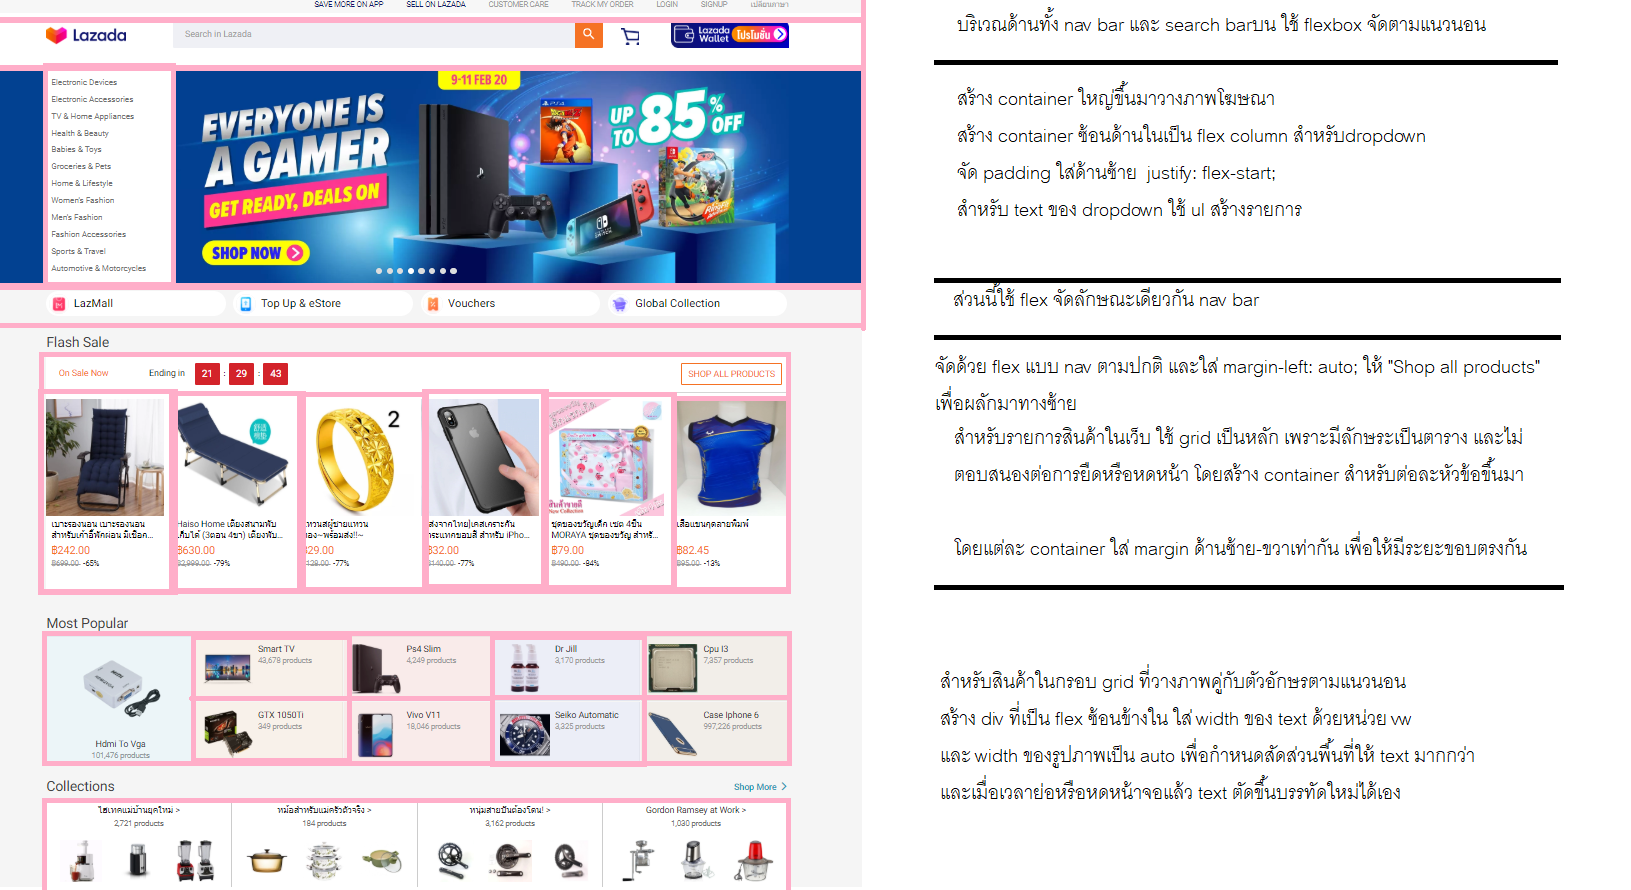 SAVE MORE ON APP SELL ON LAZADA CUSTOMER CARE TRACK MY ORDER LOGIN SIGNUP เปลี่ยนภาษา
Lazada
Search in Lazada
Lazada Wallet โปรโมชั่น
Electronic Devices
Electronic Accessories
TV & Home Appliances
Health & Beauty
Babies & Toys
Groceries & Pets
Home & Lifestyle
Women's Fashion
Men's Fashion
Fashion Accessories
Sports & Travel
Automotive & Motorcycles
9-11 FEB 20
EVERYONE IS
A GAMER
GET READY, DEALS ON
SHOP NOW
UP TO 85% OFF
LazMall
Top Up & eStore
Vouchers
Global Collection
Flash Sale
On Sale Now Ending in 21 : 29 : 43 SHOP ALL PRODUCTS
2
เบาะรองนอน เบาะรองนอน
สำหรับเก้าอี้พักผ่อน มีเชือก...
฿242.00
฿699.00 -65%
Haiso Home เตียงสนามพับ
เก็บได้ (3ตอน 4ขา) เตียงพับ...
฿630.00
฿2,999.00 -79%
แหวนสผู้ชายแหวน
ทอง~พร้อมส่ง!!~
฿29.00
฿128.00 -77%
ส่งจากไทย|เคสเคราะกัน
กระแทกขอบสี สำหรับ iPho...
฿32.00
฿140.00 -77%
ชุดของขวัญเด็ก เซต 4ชิ้น
MORAYA ชุดของขวัญ สำหรั...
฿79.00
฿490.00 -84%
เสื้อแขนกุดลายพิมพ์
฿82.45
฿95.00 -13%
Most Popular
Hdmi To Vga
101,476 products
Smart TV
43,678 products
Ps4 Slim
4,249 products
Dr Jill
3,170 products
Cpu I3
7,357 products
GTX 1050Ti
349 products
Vivo V11
18,046 products
Seiko Automatic
3,325 products
Case Iphone 6
997,226 products
Collections
Shop More >
ไฮเทคแม่บ้านยุคใหม่ >
2,721 products
หม้อสำหรับแม่ครัวตัวจริง >
184 products
หนุ่มสายปั่นต้องโดน! >
3,162 products
Gordon Ramsey at Work >
1,030 products
บริเวณด้านทั้ง nav bar และ search barบน ใช้ flexbox จัดตามแนวนอน
สร้าง container ใหญ่ขึ้นมาวางภาพโฆษณา
สร้าง container ซ้อนด้านในเป็น flex column สำหรับdropdown
จัด padding ใส่ด้านซ้าย justify: flex-start;
สำหรับ text ของ dropdown ใช้ ul สร้างรายการ
ส่วนนี้ใช้ flex จัดลักษณะเดียวกัน nav bar
จัดด้วย flex แบบ nav ตามปกติ และใส่ margin-left: auto; ให้ "Shop all products"
เพื่อผลักมาทางซ้าย
สำหรับรายการสินค้าในเว็บ ใช้ grid เป็นหลัก เพราะมีลักษระเป็นตาราง และไม่
ตอบสนองต่อการยืดหรือหดหน้า โดยสร้าง container สำหรับต่อละหัวข้อขึ้นมา
โดยแต่ละ container ใส่ margin ด้านซ้าย-ขวาเท่ากัน เพื่อให้มีระยะขอบตรงกัน
สำหรับสินค้าในกรอบ grid ที่วางภาพคู่กับตัวอักษรตามแนวนอน
สร้าง div ที่เป็น flex ซ้อนข้างใน ใส่ width ของ text ด้วยหน่วย vw
และ width ของรูปภาพเป็น auto เพื่อกำหนดสัดส่วนพื้นที่ให้ text มากกว่า
และเมื่อเวลาย่อหรือหดหน้าจอแล้ว text ตัดขึ้นบรรทัดใหม่ได้เอง